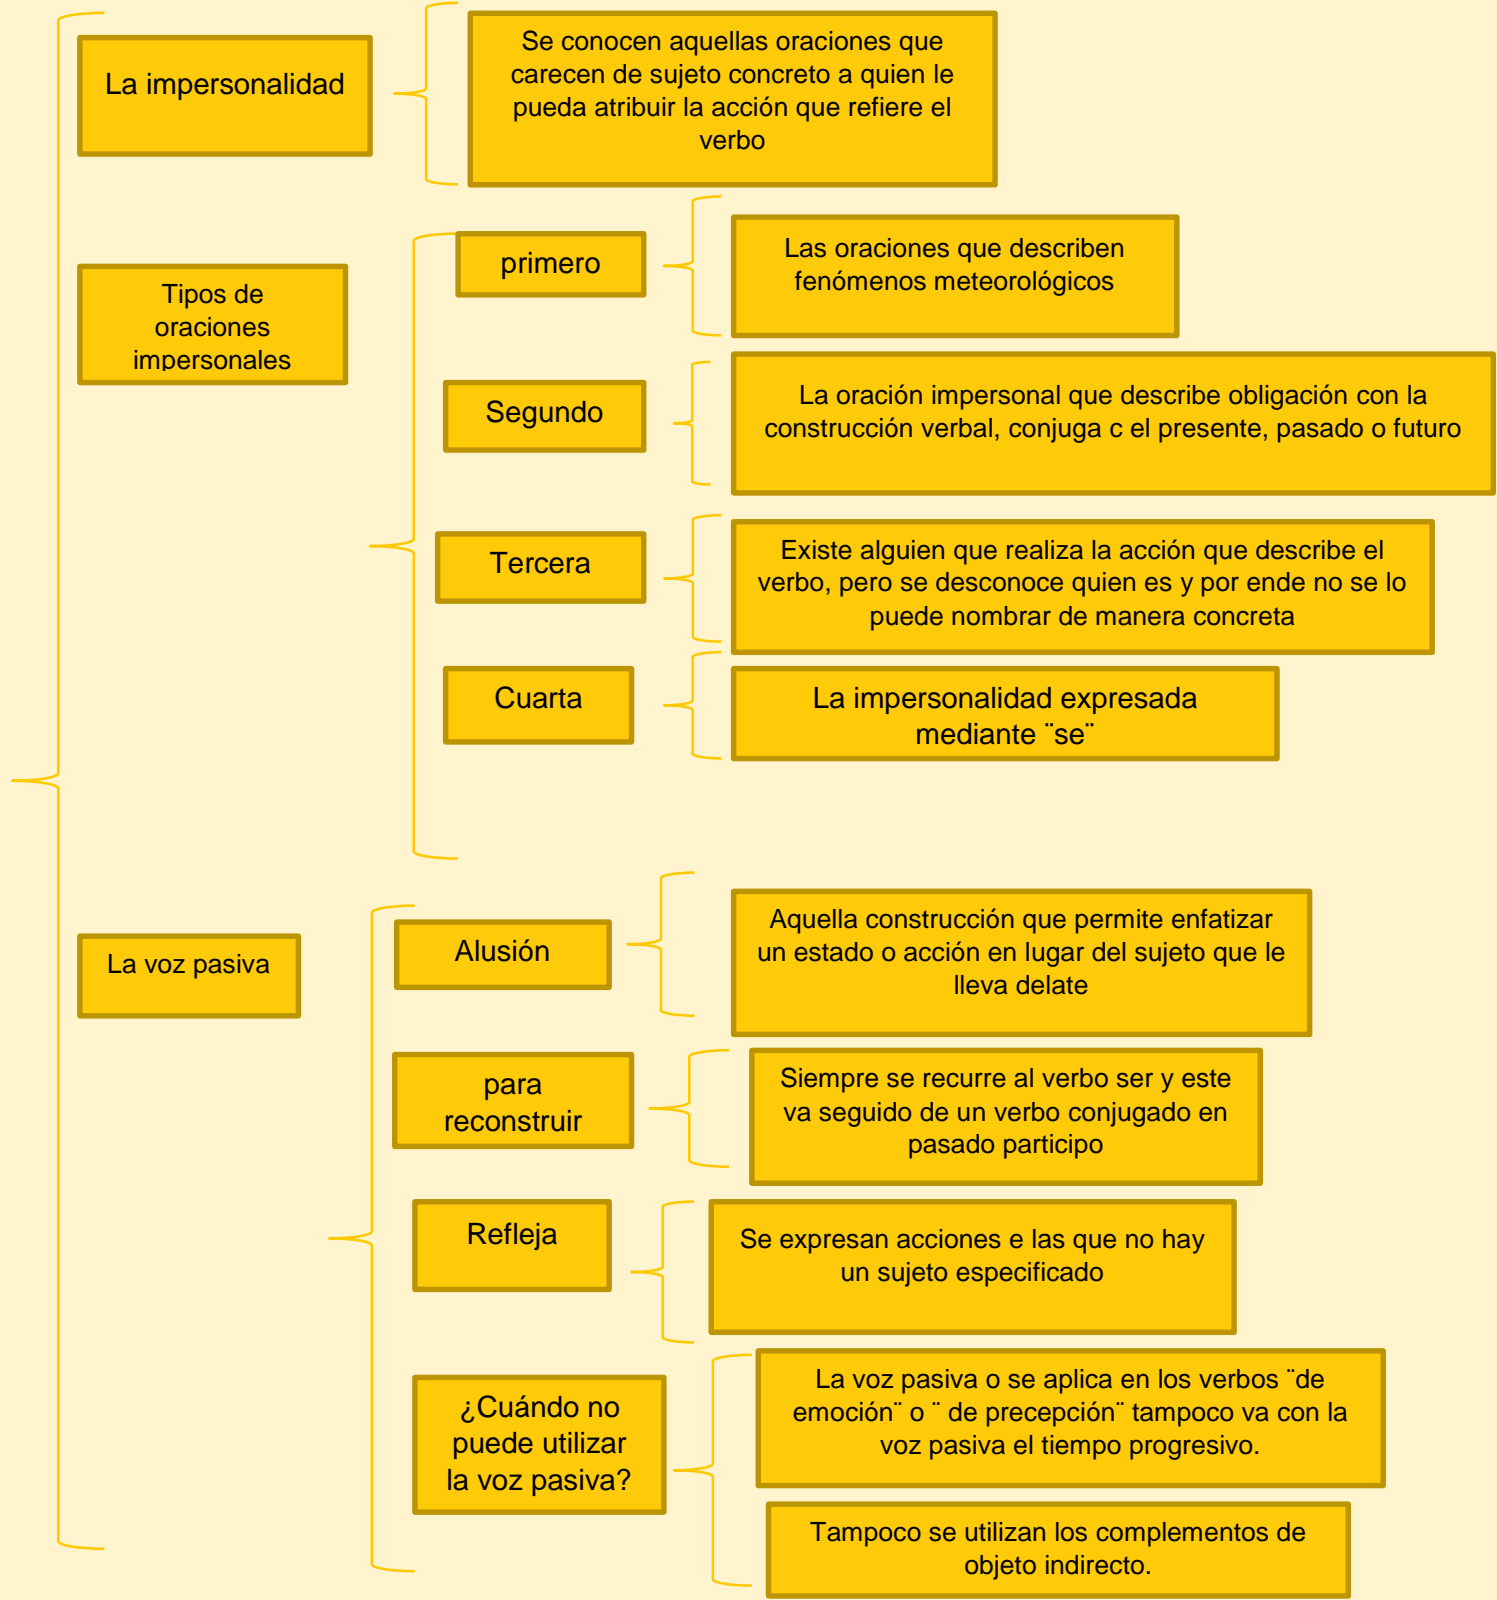 La impersonalidad
Se conocen aquellas oraciones que
carecen de sujeto concreto a quien le
pueda atribuir la acción que refiere el
verbo
Tipos de
oraciones
impersonales
primero
Las oraciones que describen
fenómenos meteorológicos
Segundo
La oración impersonal que describe obligación con la
construcción verbal, conjuga c el presente, pasado o futuro
Tercera
Existe alguien que realiza la acción que describe el
verbo, pero se desconoce quien es y por ende no se lo
puede nombrar de manera concreta
Cuarta
La impersonalidad expresada
mediante ¨se¨
La voz pasiva
Alusión
Aquella construcción que permite enfatizar
un estado o acción en lugar del sujeto que le
lleva delate
para
reconstruir
Siempre se recurre al verbo ser y este
va seguido de un verbo conjugado en
pasado participo
Refleja
Se expresan acciones e las que no hay
un sujeto especificado
¿Cuándo no
puede utilizar
la voz pasiva?
La voz pasiva o se aplica en los verbos ¨de
emoción¨ o ¨ de precepción¨ tampoco va con la
voz pasiva el tiempo progresivo.
Tampoco se utilizan los complementos de
objeto indirecto.